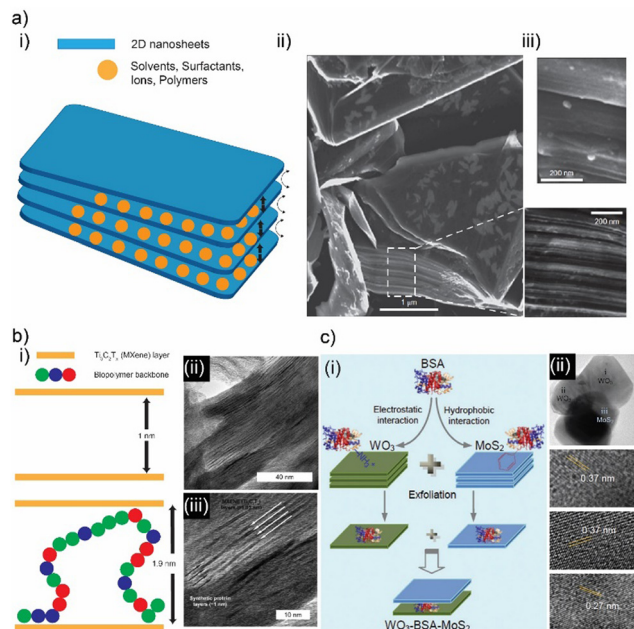 a)
i)
2D nanosheets
Solvents, Surfactants,
Ions, Polymers
ii)
1 μm
iii)
200 nm
200 nm
b)
i)
Ti3C2Tx (MXene) layer
Biopolymer backbone
1 nm
1.9 nm
(ii)
40 nm
(iii)
Synthetic protein
layers (~1 nm)
10 nm
c)
(i)
BSA
Electrostatic
interaction
Hydrophobic
interaction
WO3
MoS2
Exfoliation
WO3-BSA-MoS2
(ii)
i
WO3
ii
WO3
iii
MoS2
0.37 nm
0.37 nm
0.27 nm